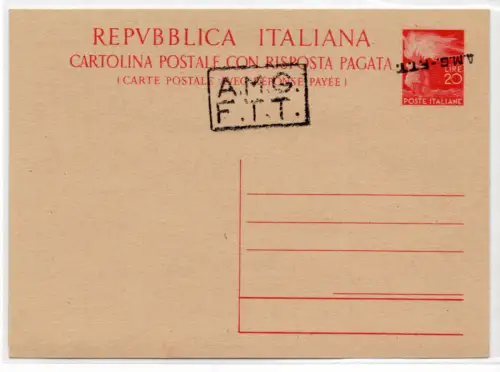 REPVBBLICA ITALIANA
CARTOLINA POSTALE CON RISPOSTA PAGATA
(CARTE POSTALE AVEC RÉPONSE PAYÉE)
A.M.G.
F.T.T.
A.M.G. F.T.T.
LIRE
20
POSTE ITALIANE